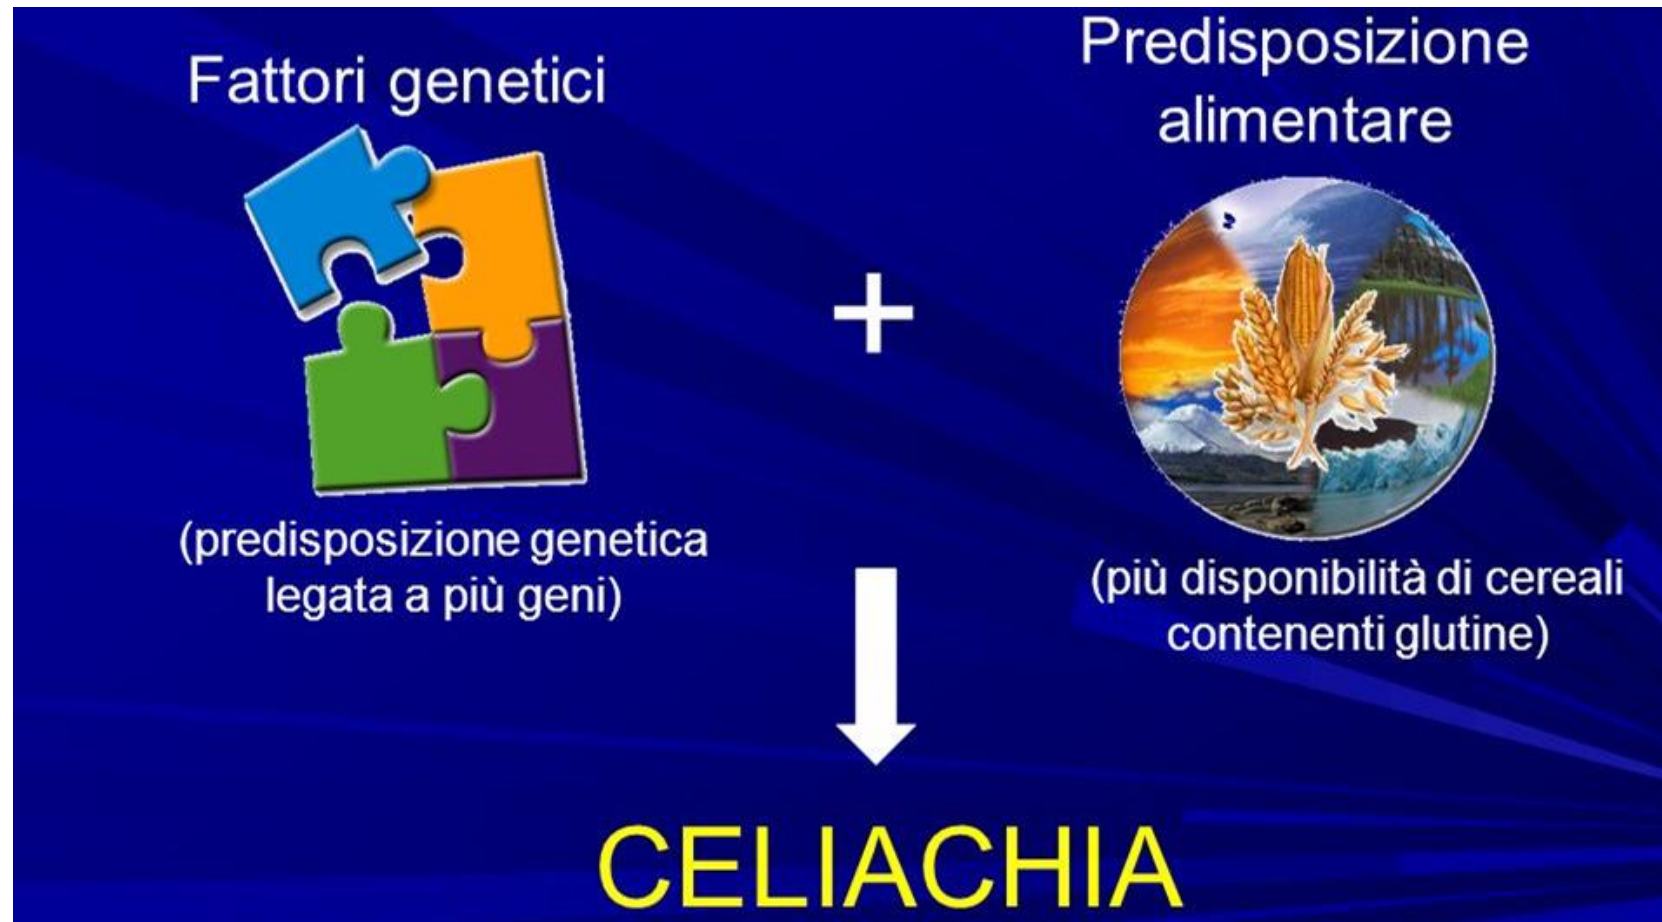 Fattori genetici
(predisposizione genetica
legata a più geni)
+
Predisposizione
alimentare
(più disponibilità di cereali
contenenti glutine)
CELIACHIA